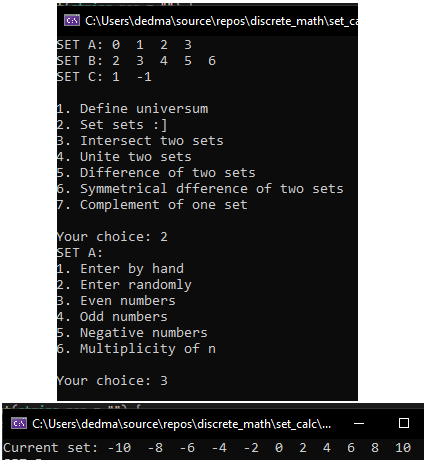 C:\Users\dedma\source\repos\discrete_math\set_ca
SET A: 0 1 2 3
SET B: 2 3 4 5 6
SET C: 1 -1
1. Define universum
2. Set sets :]
3. Intersect two sets
4. Unite two sets
5. Difference of two sets
6. Symmetrical dfference of two sets
7. Complement of one set
Your choice: 2
SET A:
1. Enter by hand
2. Enter randomly
3. Even numbers
4. Odd numbers
5. Negative numbers
6. Multiplicity of n
Your choice: 3
C:\Users\dedma\source\repos\discrete_math\set_calc\...
Current set: -10 -8 -6 -4 -2 0 2 4 6 8 10